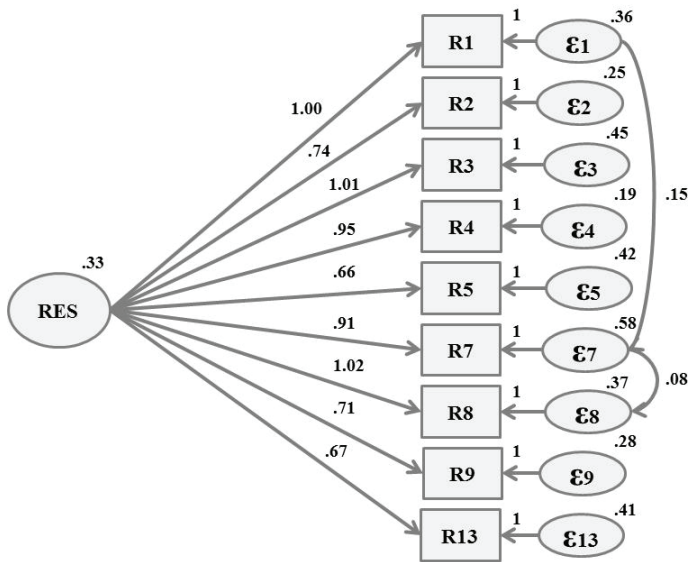 1 .36
R1 ε1
1.00
1 .25
R2 ε2
.74
1 .45
R3 ε3
1.01
1 .19
R4 ε4
.15
.95
1 .42
R5 ε5
.66
.33
RES
1 .58
R7 ε7
.91
1 .37
R8 ε8
.08
1.02
1 .28
R9 ε9
.71
1 .41
R13 ε13
.67